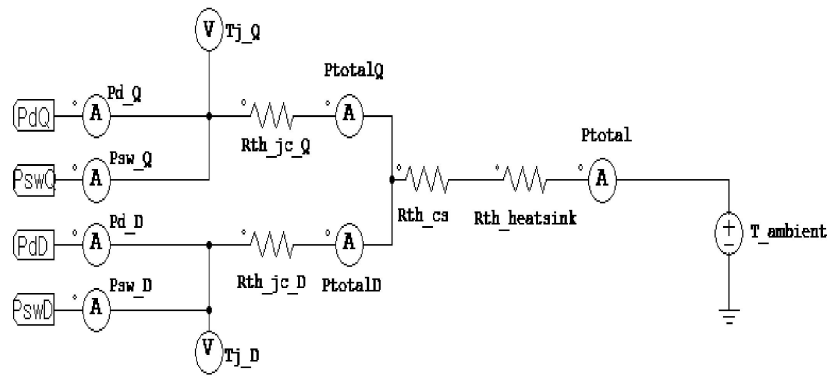 V Tj_Q
PtotalQ
PdQ A Pd_Q A
Rth_jc_Q
Ptotal
PswQ A Psw_Q A
Rth_cs Rth_heatsink
PdD A Pd_D A
T_ambient
Rth_jc_D PtotalD
PswD A Psw_D
V Tj_D